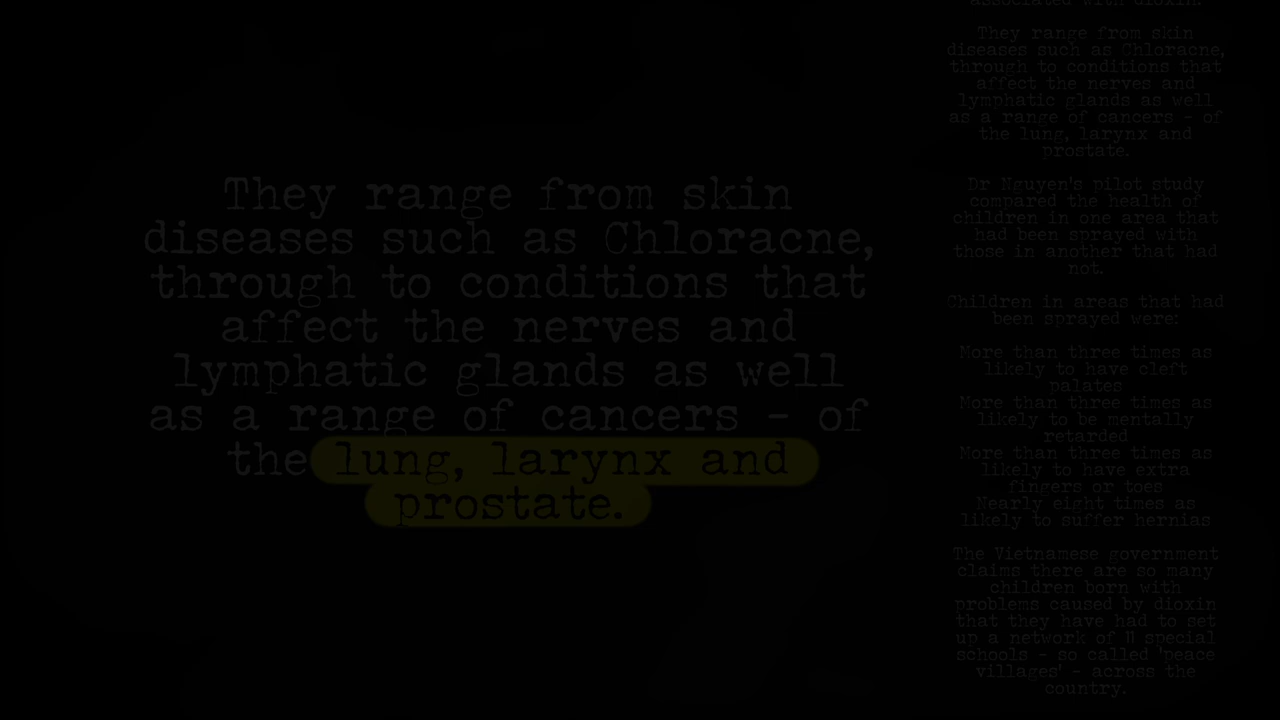 They range from skin
diseases such as Chloracne,
through to conditions that
affect the nerves and
lymphatic glands as well
as a range of cancers - of
the lung, larynx and
prostate.
associated with dioxin.
They range from skin
diseases such as Chloracne,
through to conditions that
affect the nerves and
lymphatic glands as well
as a range of cancers - of
the lung, larynx and
prostate.
Dr Nguyen's pilot study
compared the health of
children in one area that
had been sprayed with
those in another that had
not.
Children in areas that had
been sprayed were:
More than three times as
likely to have cleft
palates
More than three times as
likely to be mentally
retarded
More than three times as
likely to have extra
fingers or toes
Nearly eight times as
likely to suffer hernias
The Vietnamese government
claims there are so many
children born with
problems caused by dioxin
that they have had to set
up a network of 11 special
schools - so called 'peace
villages' - across the
country.